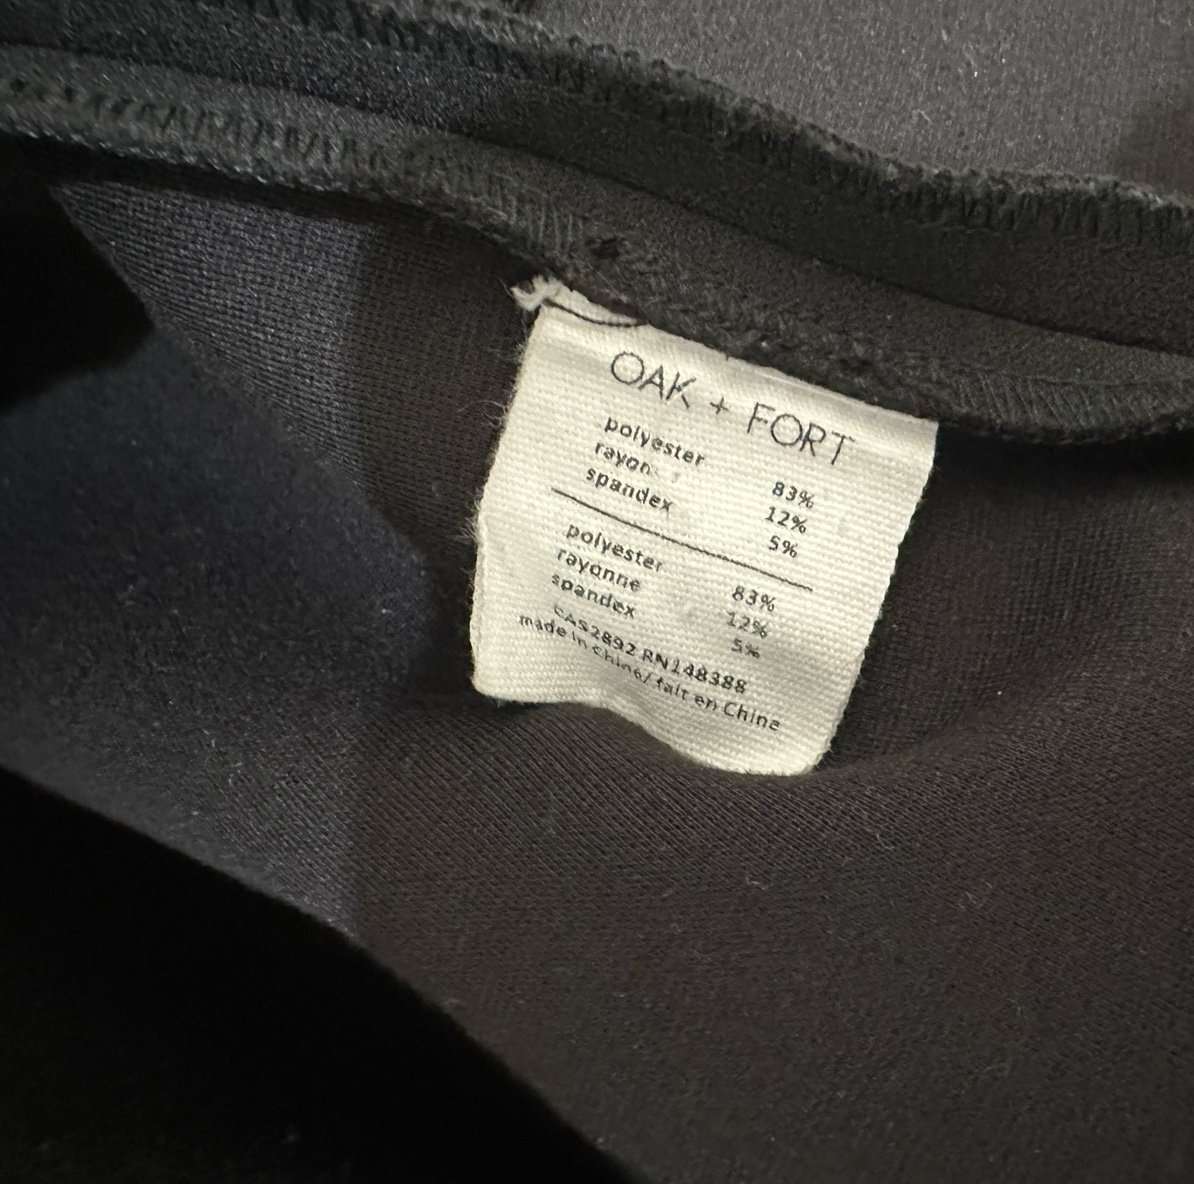 OAK + FORT
polyester 83%
rayon 12%
spandex 5%
polyester 83%
rayonne 12%
spandex 5%
CA52892 RN148388
made in china/ fait en Chine